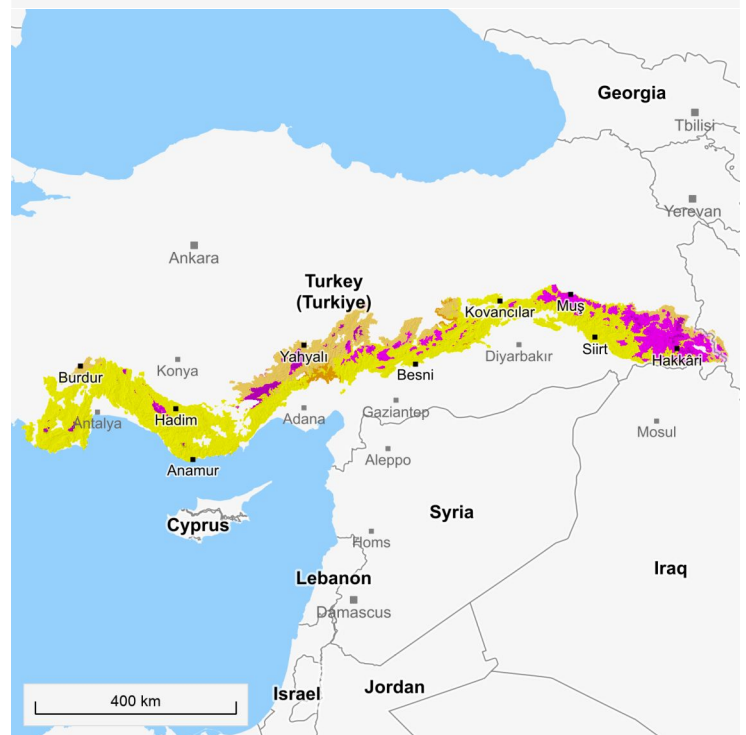 Georgia
Tbilisi
Yerevan
Ankara
Turkey
(Turkiye)
Muş
Kovancılar
Yahyalı
Siirt
Diyarbakır
Hakkâri
Konya
Burdur
Besni
Gaziantep
Adana
Hadim
Antalya
Mosul
Aleppo
Anamur
Syria
Cyprus
Homs
Iraq
Lebanon
Damascus
Israel
Jordan
400 km